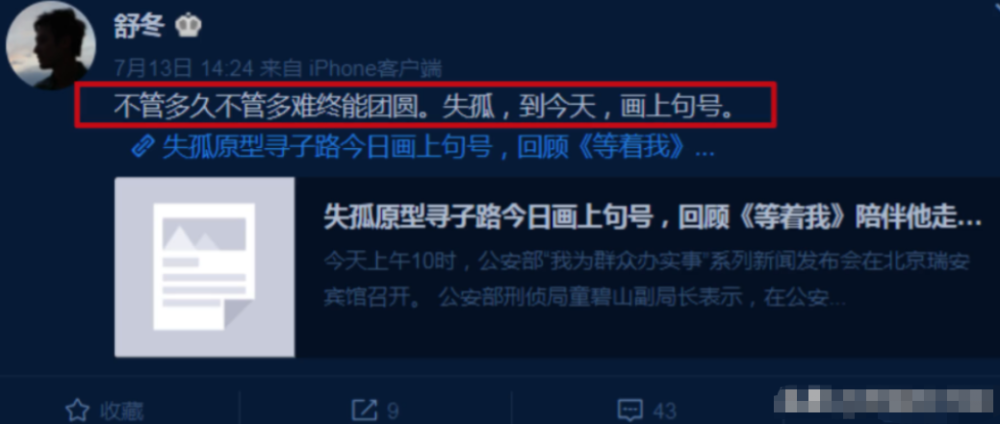 舒冬
7月13日 14:24 来自 iPhone客户端
不管多久不管多难终能团圆。失孤，到今天，画上句号。
失孤原型寻子路今日画上句号，回顾《等着我》...
失孤原型寻子路今日画上句号，回顾《等着我》陪伴他走...
今天上午10时，公安部“我为群众办实事”系列新闻发布会在北京瑞安
宾馆召开。 公安部刑侦局童碧山副局长表示，在公安...
收藏
9
43